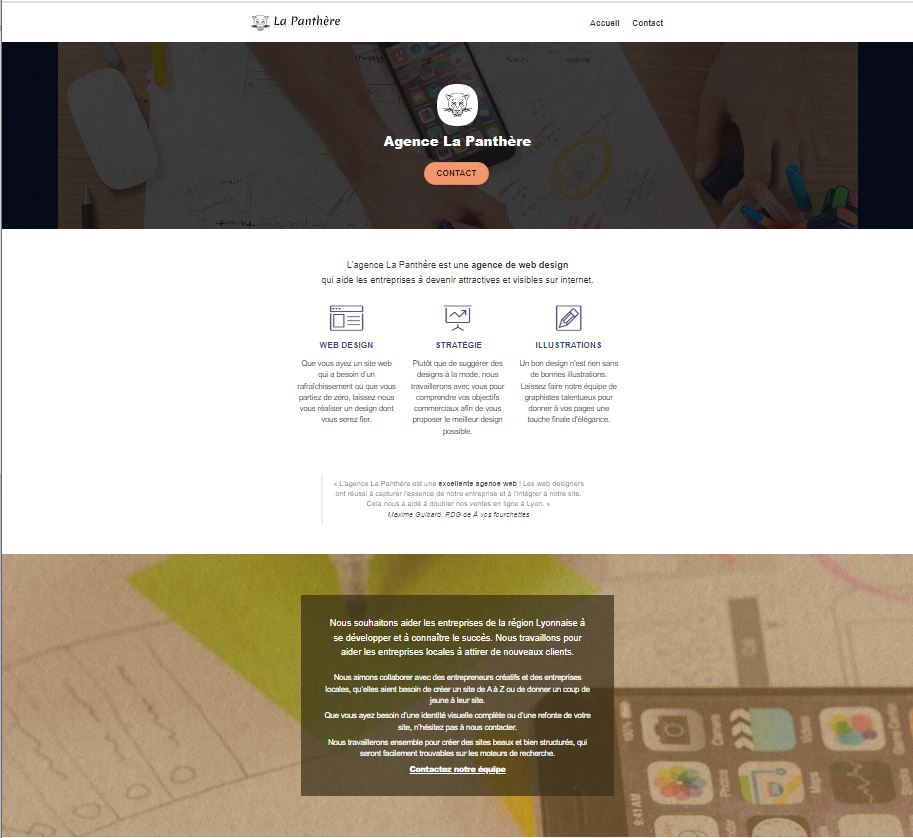 La Panthère
Accueil Contact
Agence La Panthère
CONTACT
L'agence La Panthère est une agence de web design
qui aide les entreprises à devenir attractives et visibles sur internet.
WEB DESIGN
Que vous ayez un site web
qui a besoin d'un
rafraîchissement ou que vous
partiez de zéro, laissez-nous
vous réaliser un design dont
vous serez fier.
STRATÉGIE
Plutôt que de suggérer des
designs à la mode, nous
travaillerons avec vous pour
comprendre vos objectifs
commerciaux afin de vous
proposer le meilleur design
possible.
ILLUSTRATIONS
Un bon design n'est rien sans
de bonnes illustrations.
Laissez faire notre équipe de
graphistes talentueux pour
donner à vos pages une
touche finale d'élégance.
« L'agence La Panthère est une excellente agence web ! Les web designers
ont réussi à capturer l'essence de notre entreprise et à l'intégrer à notre site.
Cela nous a aidé à doubler nos ventes en ligne à Lyon. »
Maxime Guibard, PDG de À vos fourchettes
Nous souhaitons aider les entreprises de la région Lyonnaise à
se développer et à connaître le succès. Nous travaillons pour
aider les entreprises locales à attirer de nouveaux clients.
Nous aimons collaborer avec des entrepreneurs créatifs et des entreprises
locales, qu'elles aient besoin de créer un site de A à Z ou de donner un coup de
jeune à leur site.
Que vous ayez besoin d'une identité visuelle complète ou d'une refonte de votre
site, n'hésitez pas à nous contacter.
Nous travaillerons ensemble pour créer des sites beaux et bien structurés, qui
seront facilement trouvables sur les moteurs de recherche.
Contactez notre équipe
100%
Camera
Videos
Photos
Maps
9:41 AM